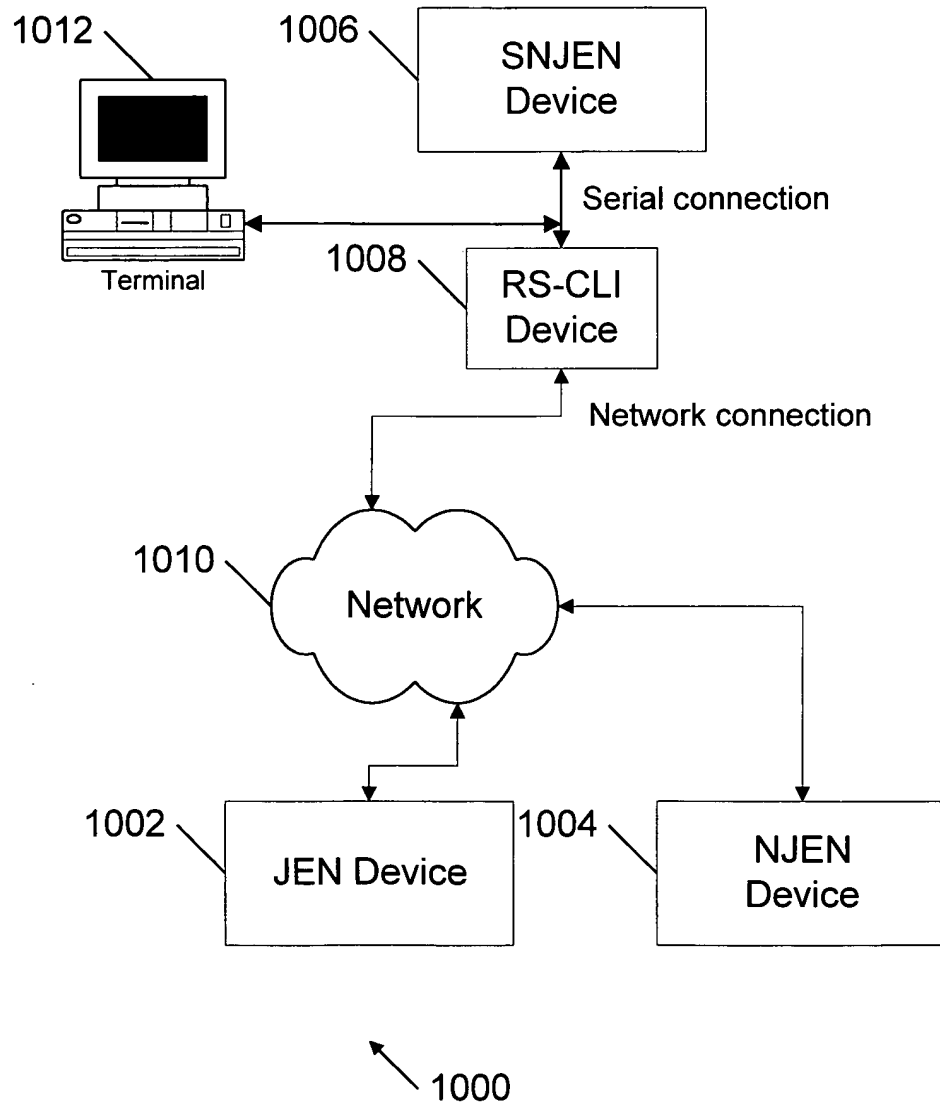 1012
1006
SNJEN
Device
Serial connection
Terminal
1008
RS-CLI
Device
Network connection
1010
Network
1002
JEN Device
1004
NJEN
Device
1000